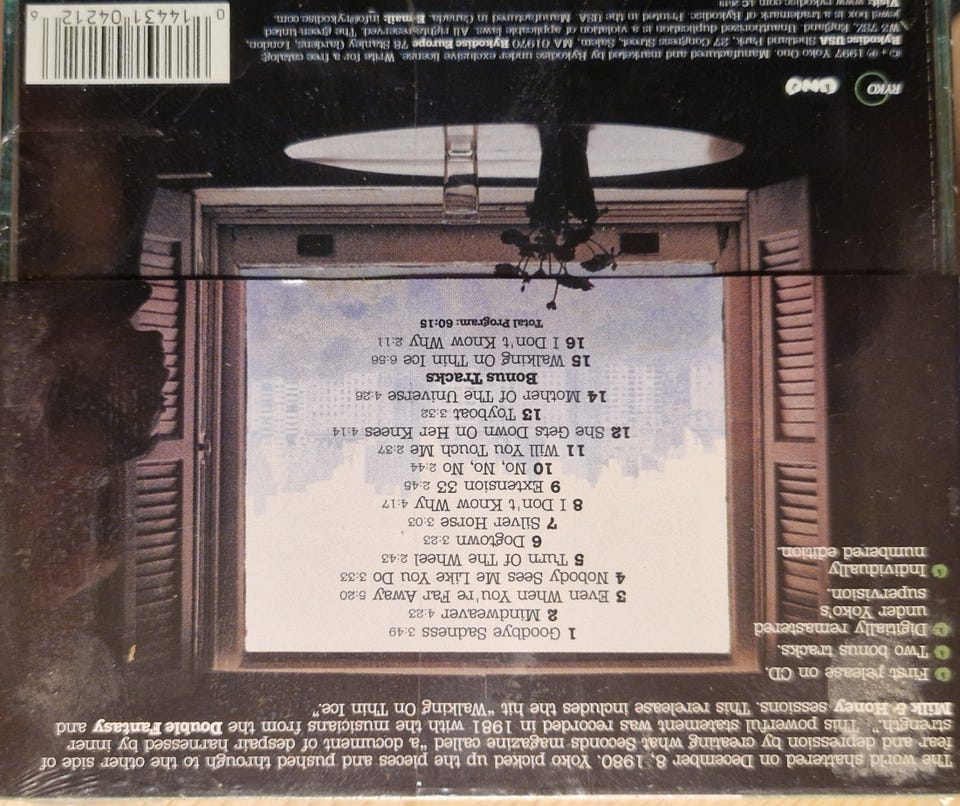 The world shattered on December 8, 1980. Yoko picked up the pieces and pushed through to the other side of
fear and depression by creating what Seconds magazine called "a document of despair harnessed by inner
strength." This powerful statement was recorded in 1981 with the musicians from the Double Fantasy and
Milk & Honey sessions. This rerelease includes the hit "Walking On Thin Ice."
First release on CD.
Two bonus tracks.
Digitially remastered
under Yoko's
supervision.
Individually
numbered edition.
1 Goodbye Sadness 3:49
2 Mindweaver 4:23
3 Even When You're Far Away 5:20
4 Nobody Sees Me Like You Do 3:33
5 Turn Of The Wheel 2:43
6 Dogtown 3:23
7 Silver Horse 3:03
8 I Don't Know Why 4:17
9 Extension 33 2:45
10 No, No, No 2:44
11 Will You Touch Me 2:37
12 She Gets Down On Her Knees 4:14
13 Toyboat 3:32
14 Mother Of The Universe 4:26
Bonus Tracks
15 Walking On Thin Ice 6:56
16 I Don't Know Why 2:11
Total Program: 60:15
RYKO
ONO
© + ℗ 1997 Yoko Ono. Manufactured and marketed by Rykodisc under exclusive license. Write for a free catalog:
Rykodisc USA Shetland Park, 27 Congress Street, Salem, MA 01970 Rykodisc Europe 78 Stanley Gardens, London,
W3 7SZ, England. Unauthorized duplication is a violation of applicable laws. All rights reserved. The green tinted
jewel box is a trademark of Rykodisc. Printed in the USA. Manufactured in Canada. E-mail: info@rykodisc.com.
Visit: www.rykodisc.com
0 14431 04212 6